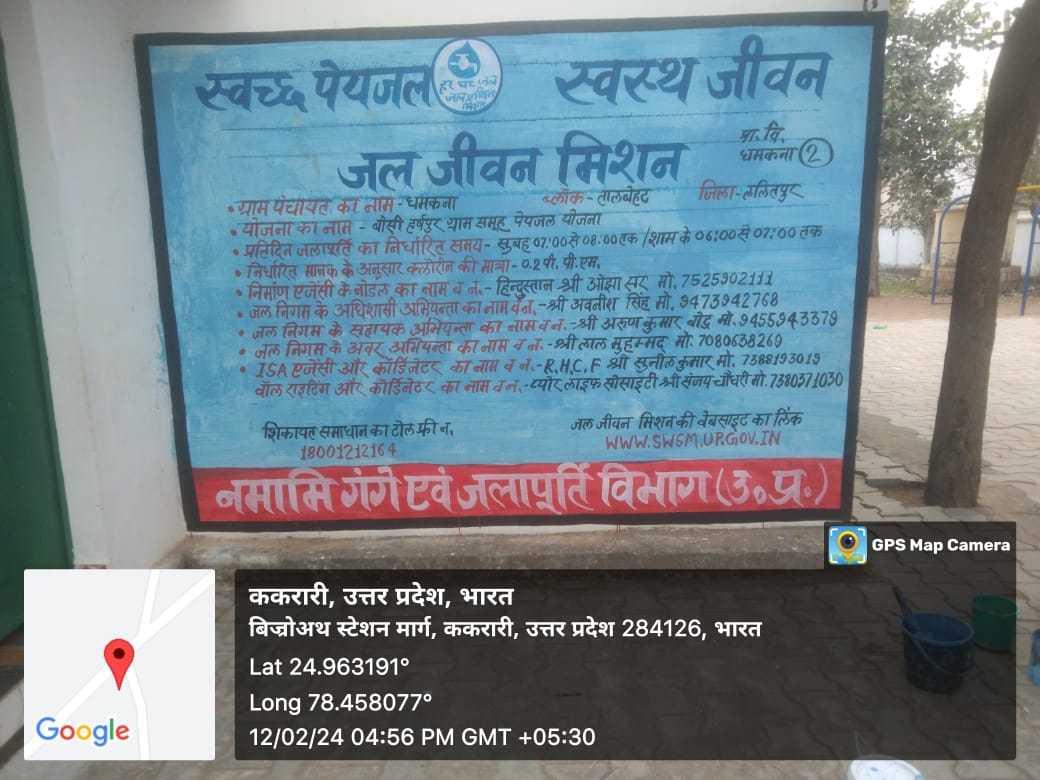 स्वच्छ पेयजल
हर घर जल
जल जीवन मिशन
स्वस्थ जीवन
प्रा. वि.
धमकना 2
जल जीवन मिशन
• ग्राम पंचायत का नाम - धमकना ब्लॉक - तालबेहट जिला - ललितपुर
• योजना का नाम - बाँसी हर्षपुर ग्राम समूह पेयजल योजना
• प्रतिदिन जलापूर्ति का निर्धारित समय - सुबह 07:00 से 08:00 तक / शाम के 06:00 से 07:00 तक
• निर्धारित मानक के अनुसार क्लोरीन की मात्रा - 0.2 पी. पी. एम.
• निर्माण एजेंसी के नोडल का नाम व न. - हिन्दुस्तान श्री ओझा सर मो. 7525902111
• जल निगम के अधिशासी अभियन्ता का नाम व न. - श्री अवनीश सिंह मो. 9473942768
• जल निगम के सहायक अभियन्ता का नाम व न. - श्री अरुण कुमार मो. 9455943379
• जल निगम के अवर अभियन्ता का नाम व न. - श्री लाल मुहम्मद मो. 7080638269
• ISA एजेंसी और कॉर्डिनेटर का नाम व न. - R.H.C.F श्री सुनील कुमार मो. 7388193019
वॉल राइटिंग और कॉर्डिनेटर का नाम व न. - प्योर लाइफ सोसाइटी श्री संजय चौधरी मो. 7380371030
शिकायत समाधान का टोल फ्री न.
18001212164
जल जीवन मिशन की वेबसाइट का लिंक
WWW.SWSM.UP.GOV.IN
नमामि गंगे एवं जलापूर्ति विभाग (उ.प्र.)
GPS Map Camera
ककरारी, उत्तर प्रदेश, भारत
बिज्रोअथ स्टेशन मार्ग, ककरारी, उत्तर प्रदेश 284126, भारत
Lat 24.963191°
Long 78.458077°
12/02/24 04:56 PM GMT +05:30
Google